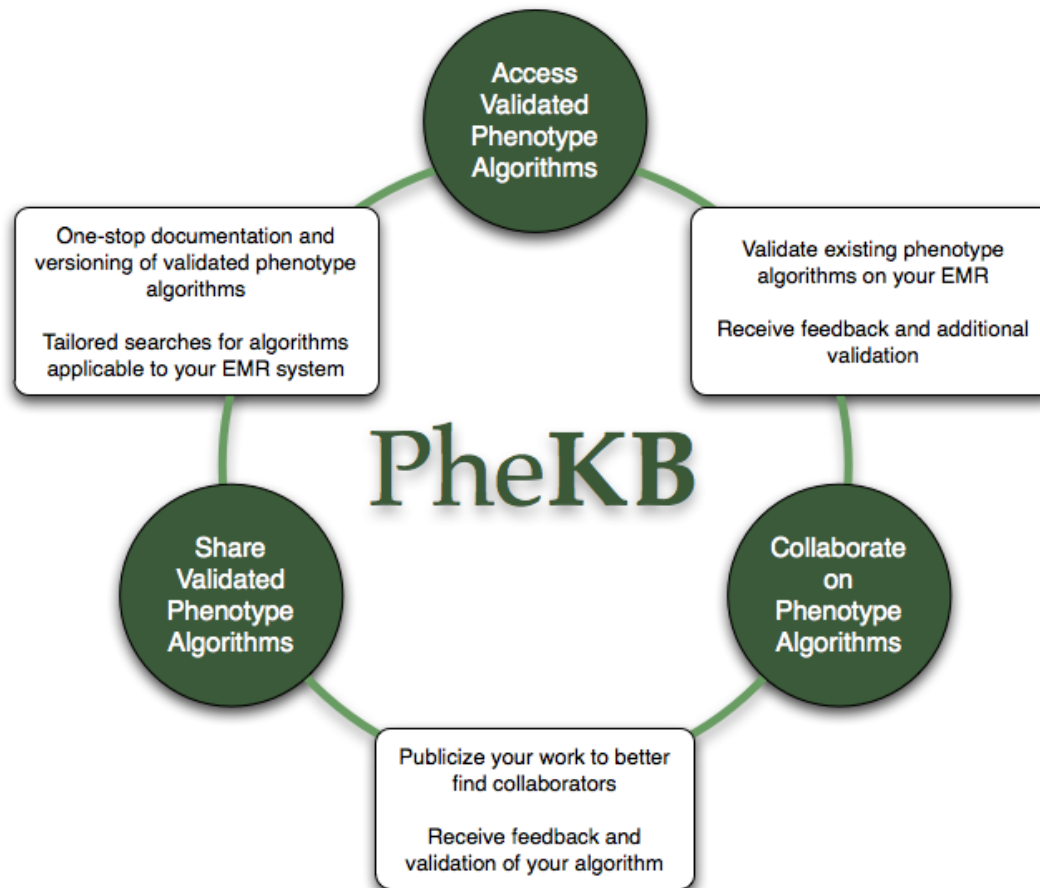 Access
Validated
Phenotype
Algorithms
One-stop documentation and
versioning of validated phenotype
algorithms
Tailored searches for algorithms
applicable to your EMR system
Validate existing phenotype
algorithms on your EMR
Receive feedback and additional
validation
PheKB
Share
Validated
Phenotype
Algorithms
Collaborate
on
Phenotype
Algorithms
Publicize your work to better
find collaborators
Receive feedback and
validation of your algorithm